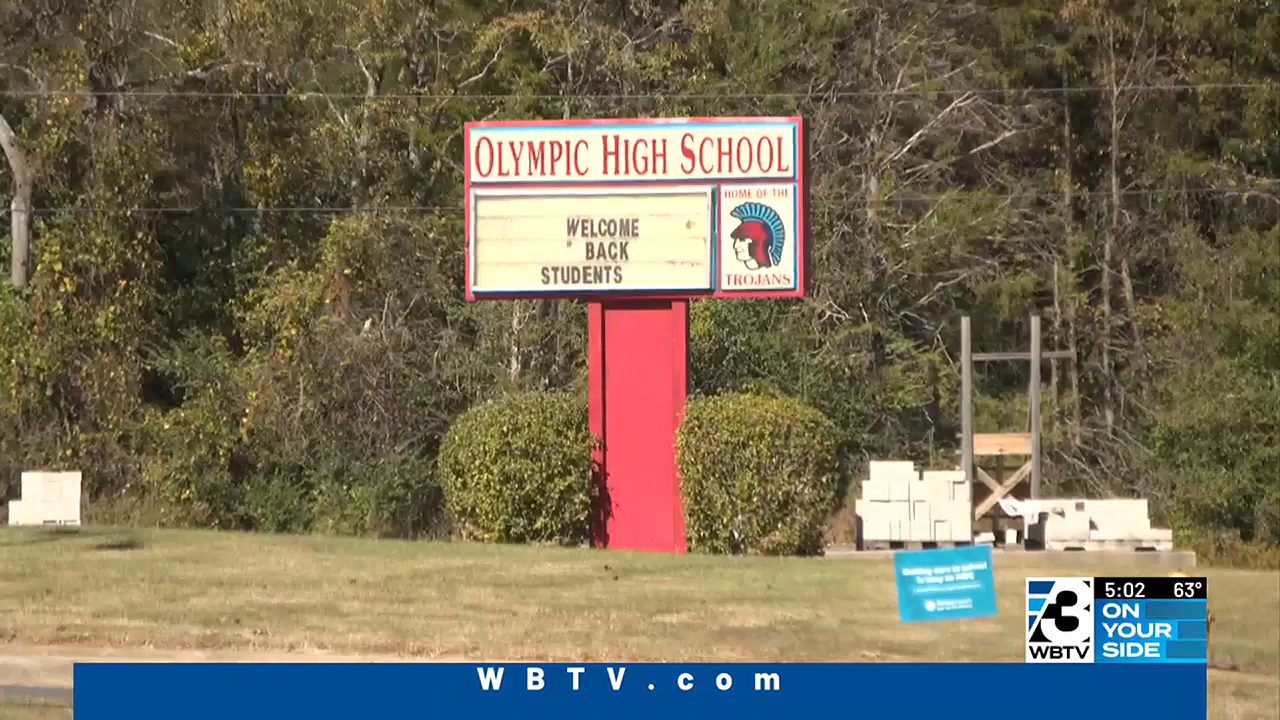 OLYMPIC HIGH SCHOOL
WELCOME
BACK
STUDENTS
HOME OF THE
TROJANS
3
WBTV
5:02 63°
ON
YOUR
SIDE
WBTV.com